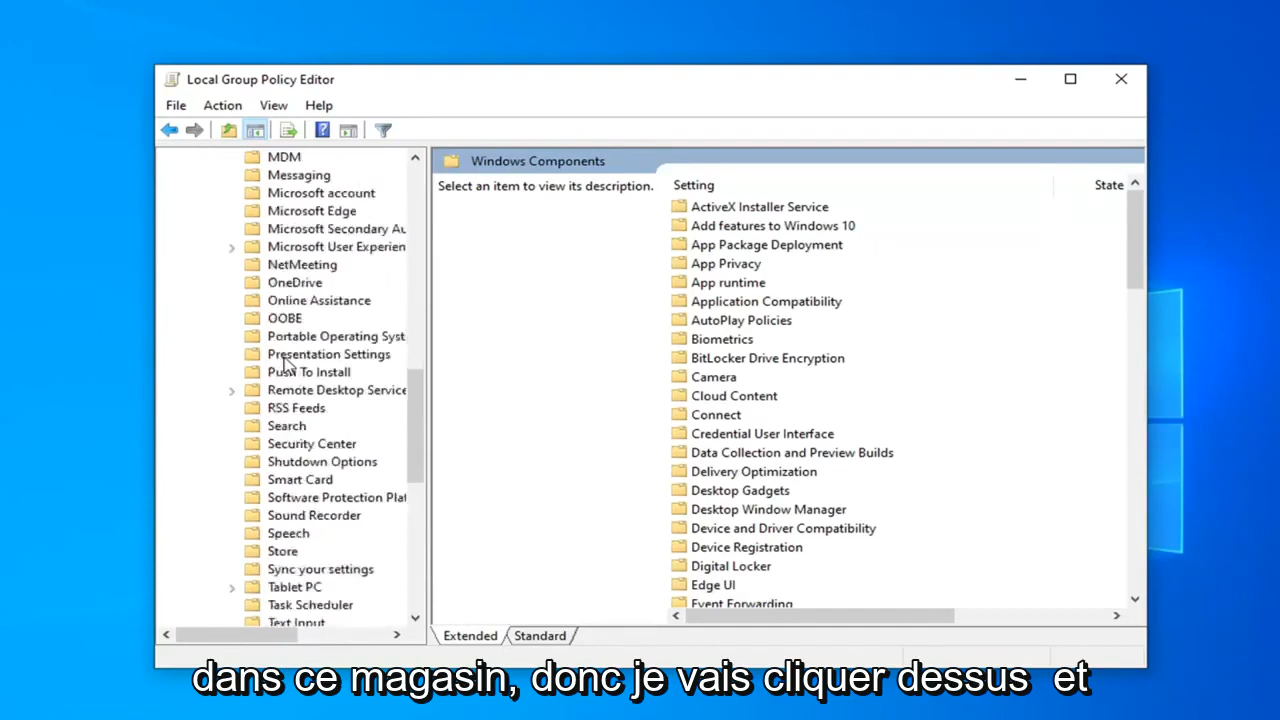 Local Group Policy Editor
File Action View Help
MDM
Messaging
Microsoft account
Microsoft Edge
Microsoft Secondary Au
Microsoft User Experien
NetMeeting
OneDrive
Online Assistance
OOBE
Portable Operating Syst
Presentation Settings
Push To Install
Remote Desktop Service
RSS Feeds
Search
Security Center
Shutdown Options
Smart Card
Software Protection Plat
Sound Recorder
Speech
Store
Sync your settings
Tablet PC
Task Scheduler
Text Input
Windows Components
Select an item to view its description.
Setting State
ActiveX Installer Service
Add features to Windows 10
App Package Deployment
App Privacy
App runtime
Application Compatibility
AutoPlay Policies
Biometrics
BitLocker Drive Encryption
Camera
Cloud Content
Connect
Credential User Interface
Data Collection and Preview Builds
Delivery Optimization
Desktop Gadgets
Desktop Window Manager
Device and Driver Compatibility
Device Registration
Digital Locker
Edge UI
Event Forwarding
Extended Standard
dans ce magasin, donc je vais cliquer dessus et